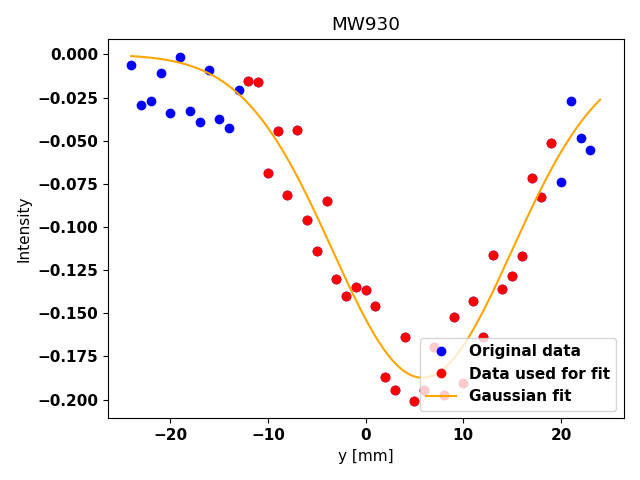 MW930
0.000
−0.025
−0.050
−0.075
−0.100
−0.125
−0.150
−0.175
−0.200
Intensity
−20
−10
0
10
20
y [mm]
Original data
Data used for fit
Gaussian fit